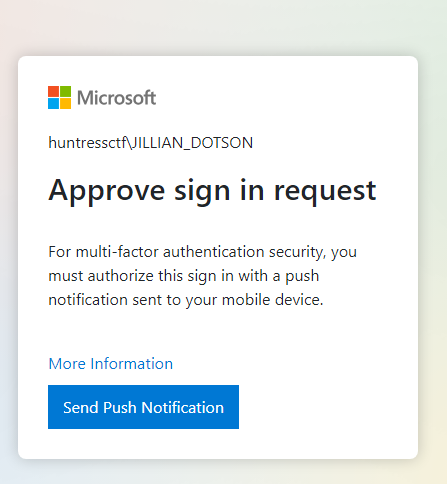 Microsoft
huntressctf\JILLIAN_DOTSON
Approve sign in request
For multi-factor authentication security, you
must authorize this sign in with a push
notification sent to your mobile device.
More Information
Send Push Notification